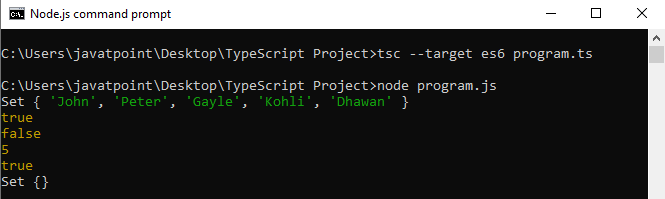 Node.js command prompt
C:\Users\javatpoint\Desktop\TypeScript Project>tsc --target es6 program.ts
C:\Users\javatpoint\Desktop\TypeScript Project>node program.js
Set { 'John', 'Peter', 'Gayle', 'Kohli', 'Dhawan' }
true
false
5
true
Set {}